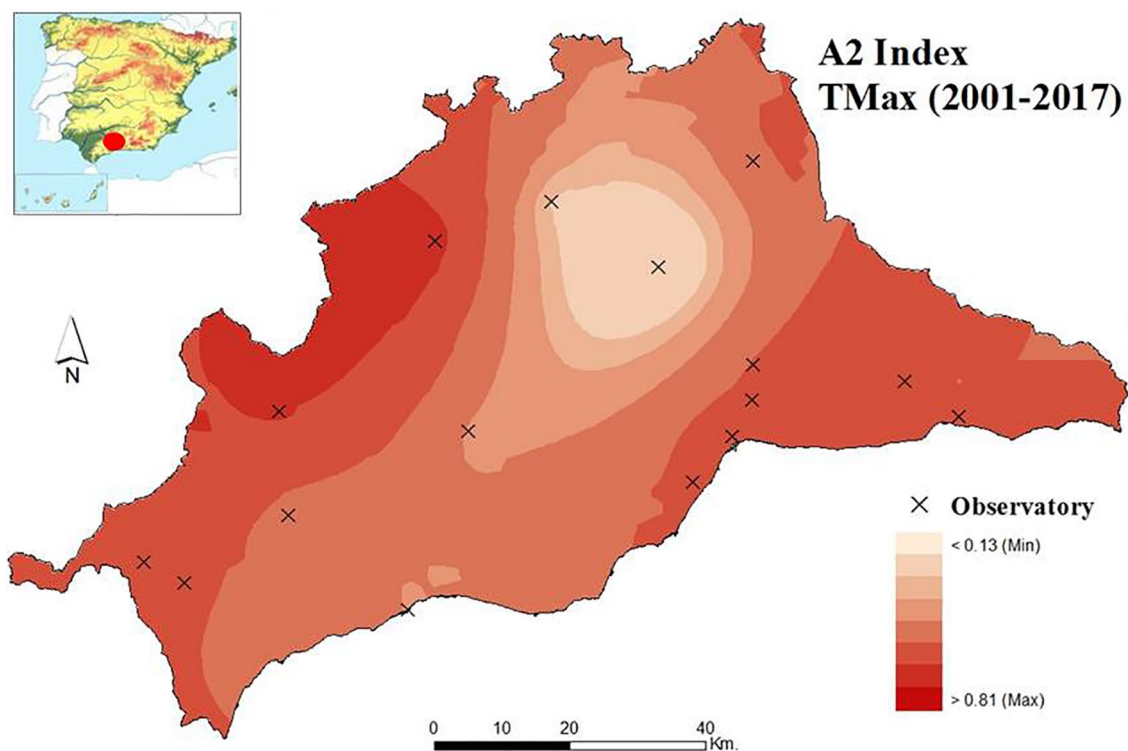 A2 Index
TMax (2001-2017)
N
Observatory
< 0.13 (Min)
> 0.81 (Max)
0 10 20 40
Km.